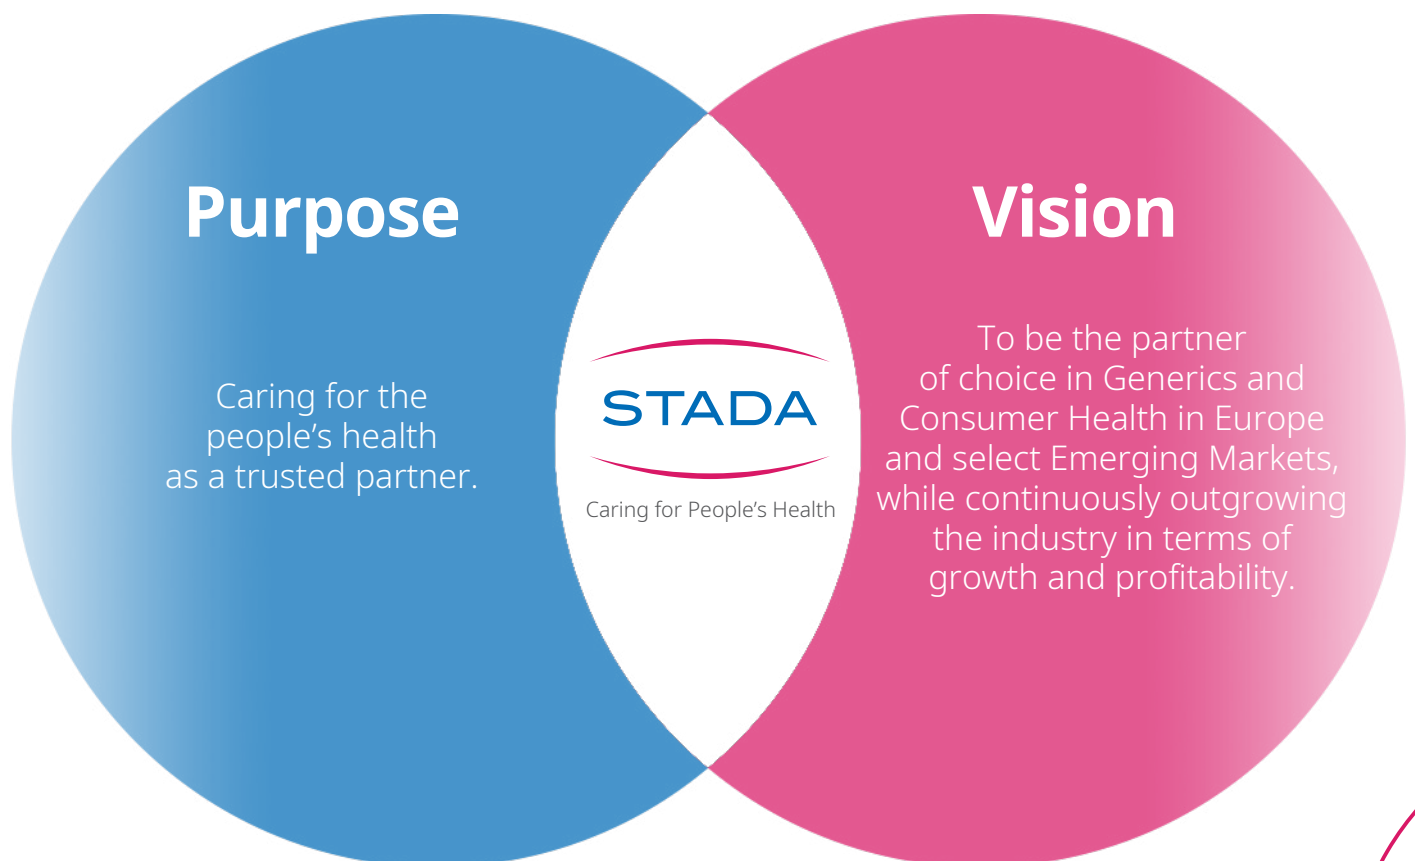 Purpose
Caring for the
people’s health
as a trusted partner.
STADA
Caring for People’s Health
Vision
To be the partner
of choice in Generics and
Consumer Health in Europe
and select Emerging Markets,
while continuously outgrowing
the industry in terms of
growth and profitability.